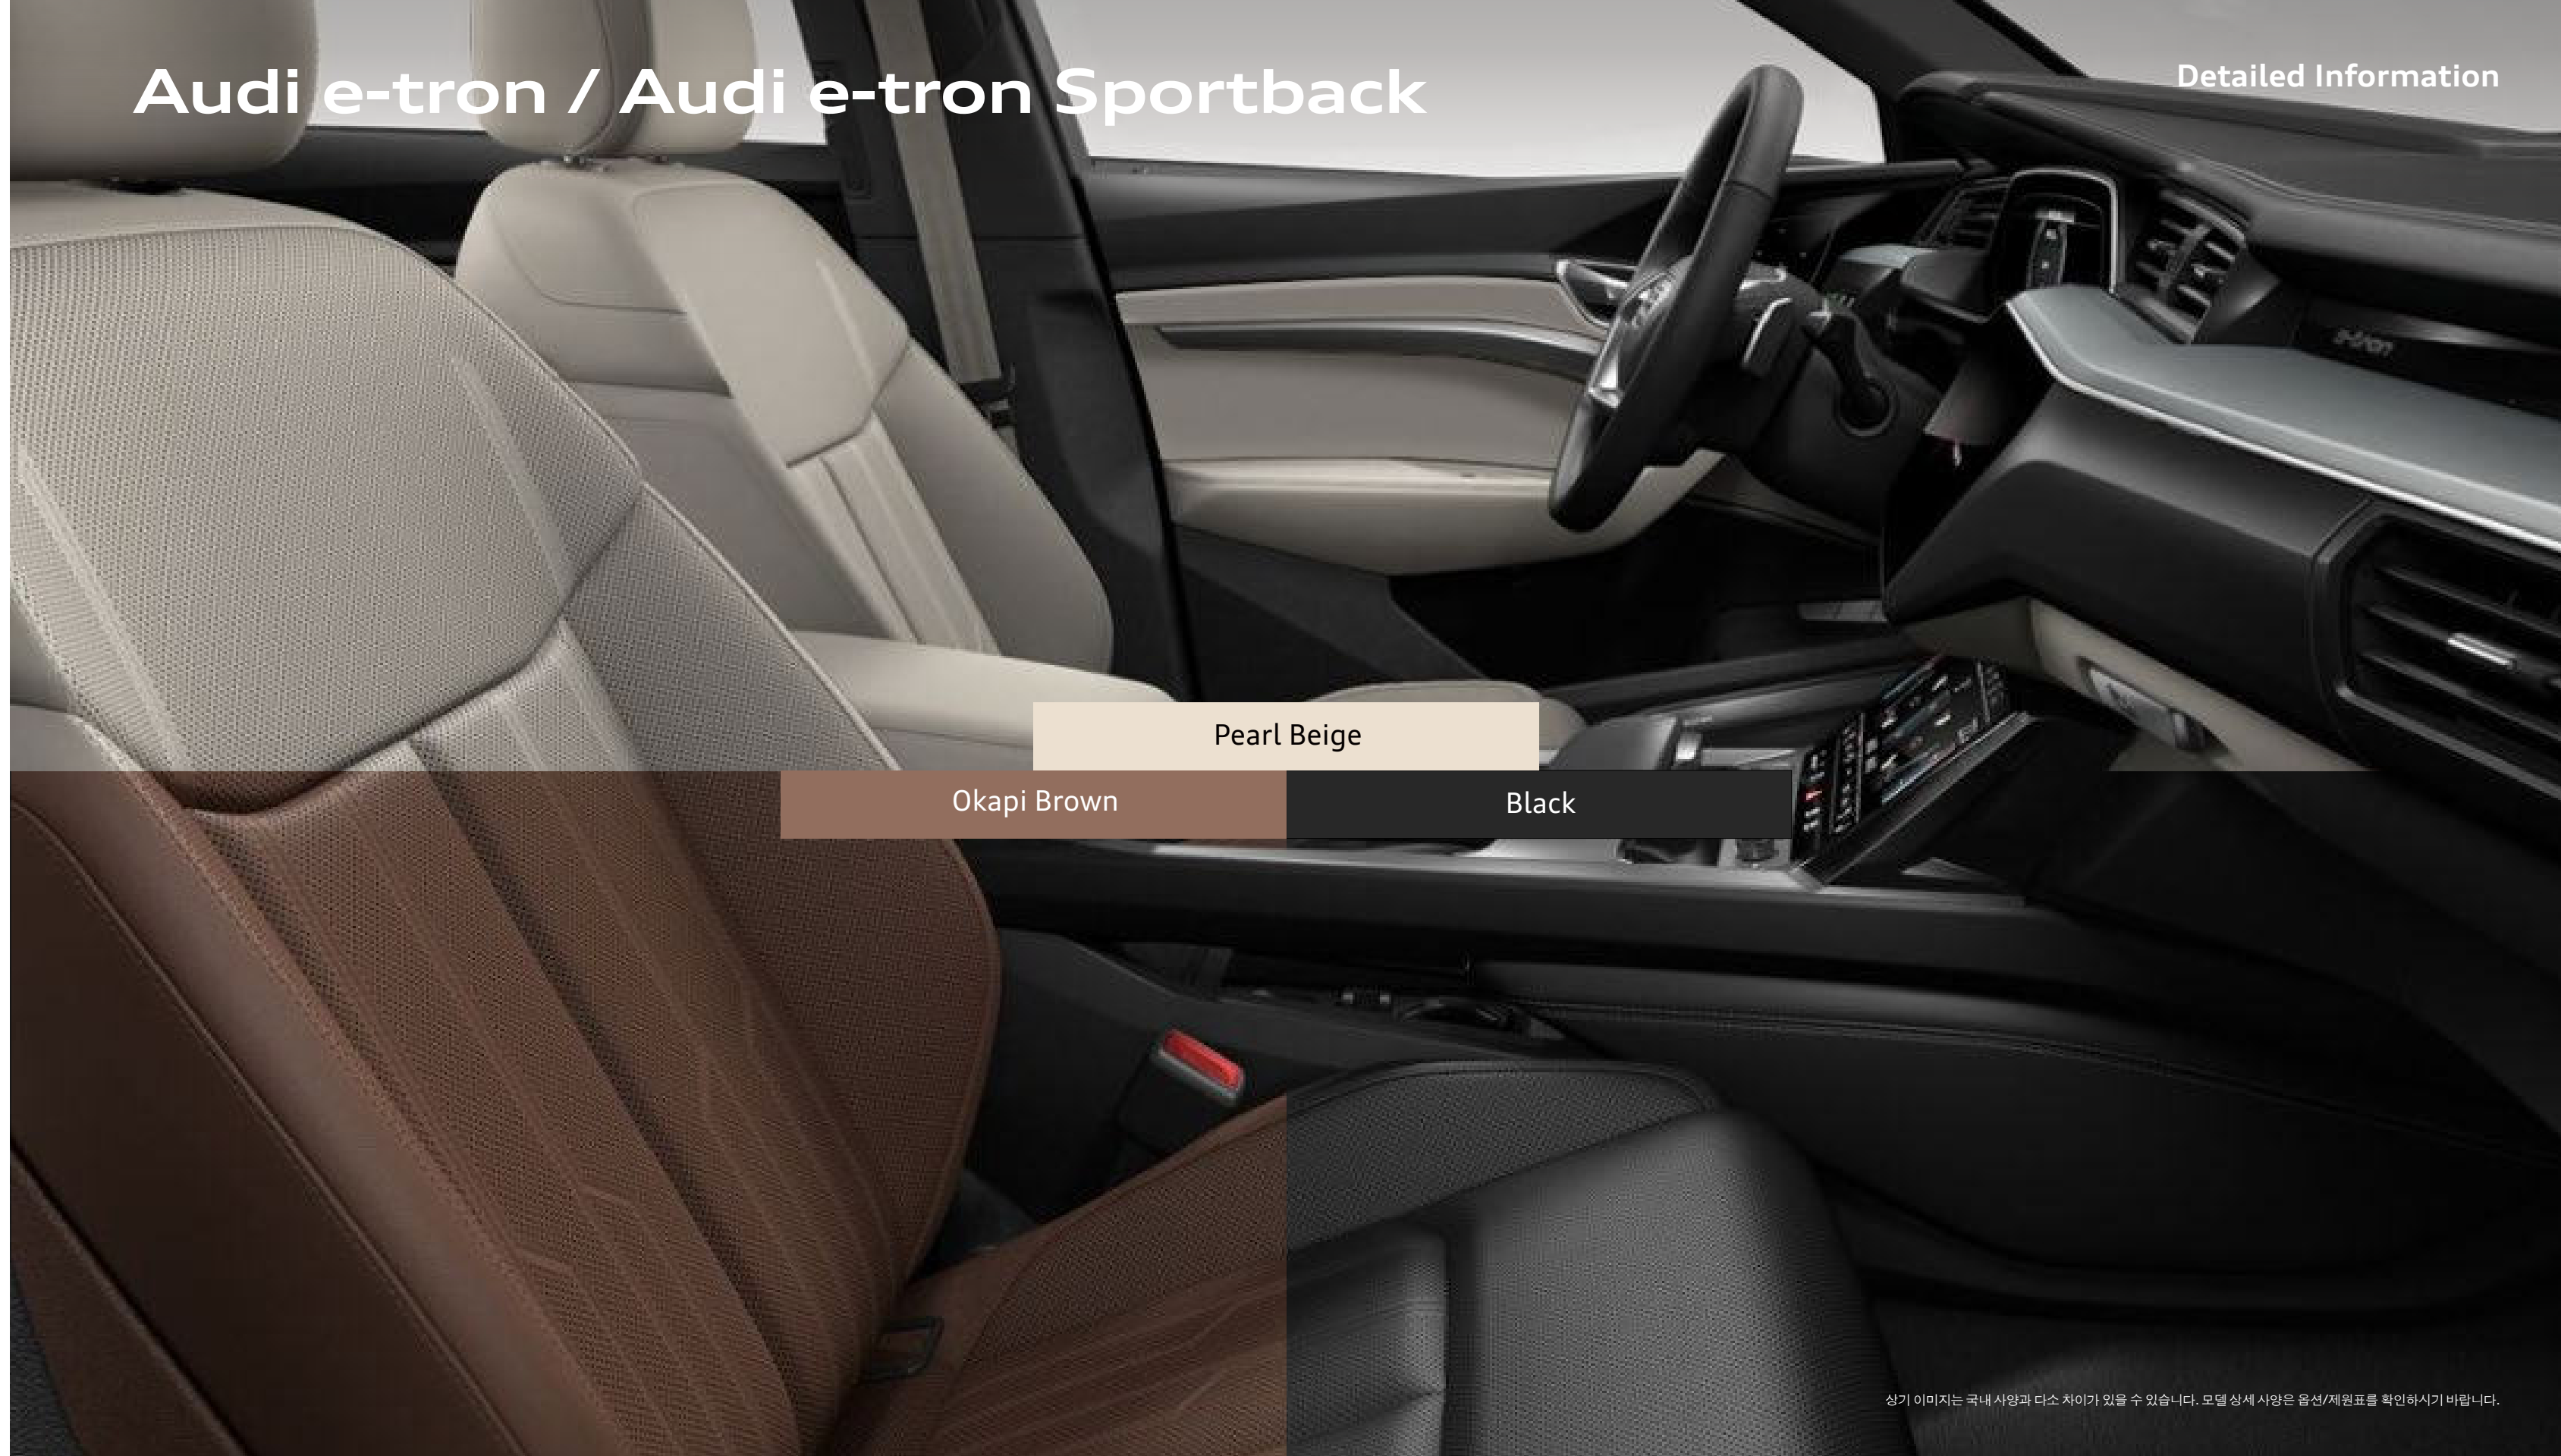 Audi e-tron / Audi e-tron Sportback
Detailed Information
e-tron
Pearl Beige
Okapi Brown
Black
상기 이미지는 국내 사양과 다소 차이가 있을 수 있습니다. 모델 상세 사양은 옵션/제원표를 확인하시기 바랍니다.